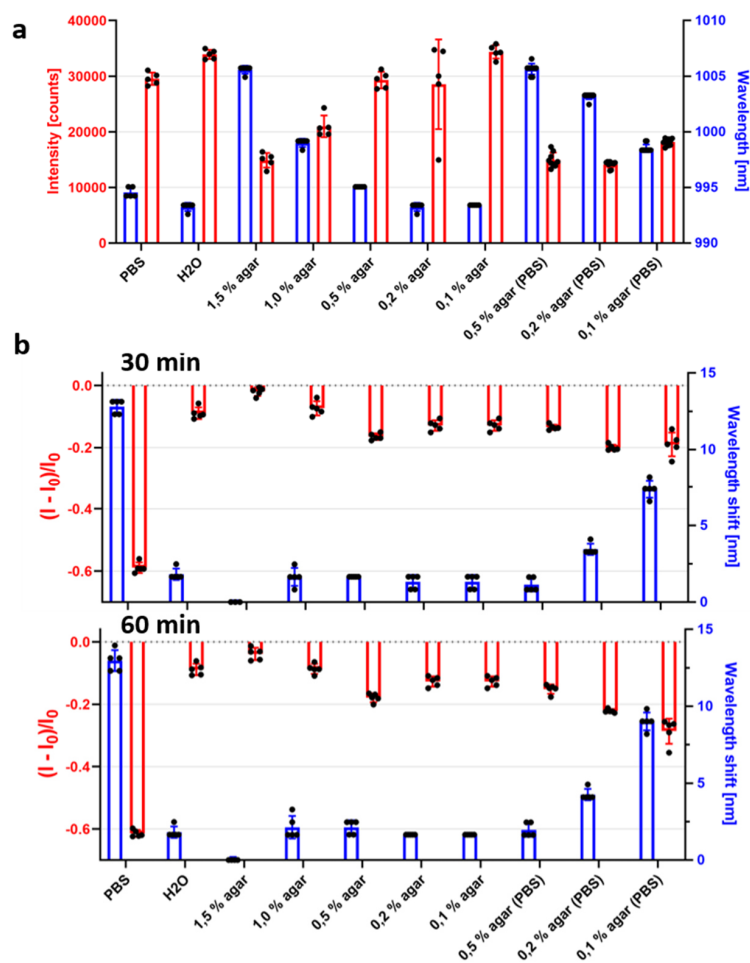 a
40000
30000
20000
10000
0
Intensity [counts]
1010
1005
1000
995
990
Wavelength [nm]
PBS
H2O
1,5 % agar
1,0 % agar
0,5 % agar
0,2 % agar
0,1 % agar
0,5 % agar (PBS)
0,2 % agar (PBS)
0,1 % agar (PBS)
b
30 min
0.0
-0.2
-0.4
-0.6
(I - I0)/I0
15
10
5
0
Wavelength shift [nm]
60 min
0.0
-0.2
-0.4
-0.6
(I - I0)/I0
15
10
5
0
Wavelength shift [nm]
PBS
H2O
1,5 % agar
1,0 % agar
0,5 % agar
0,2 % agar
0,1 % agar
0,5 % agar (PBS)
0,2 % agar (PBS)
0,1 % agar (PBS)